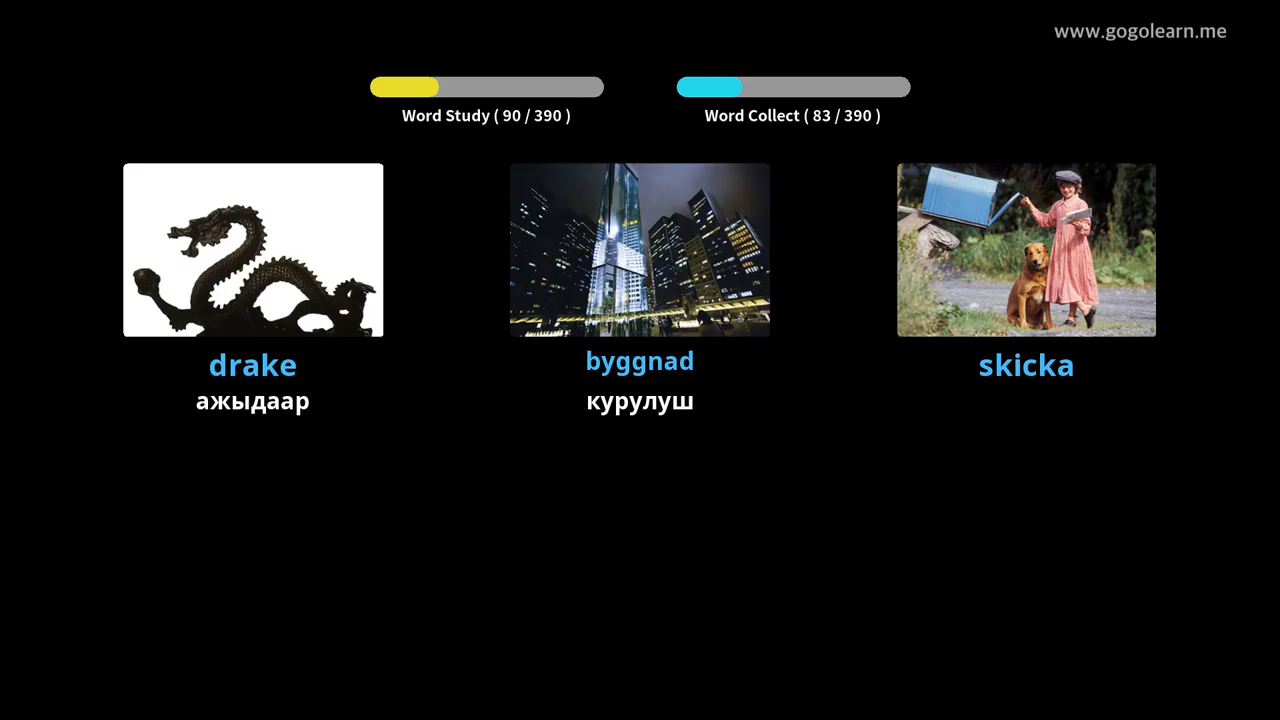 www.gogolearn.me
Word Study ( 90 / 390 )
Word Collect ( 83 / 390 )
drake
ажыдаар
byggnad
курулуш
skicka